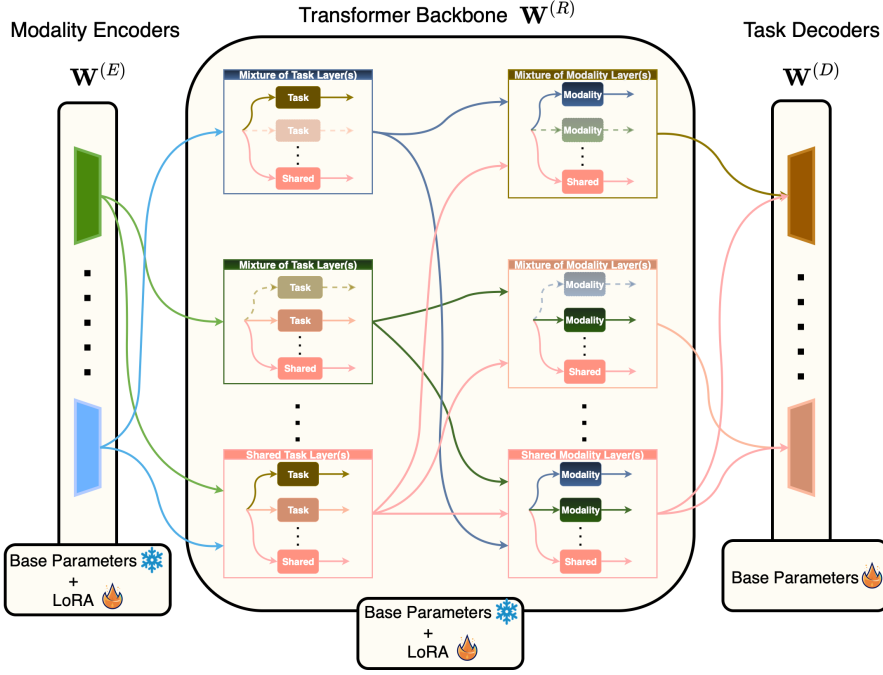 Modality Encoders
W^(E)
Transformer Backbone W^(R)
Task Decoders
W^(D)
Mixture of Task Layer(s)
Task
Task
Shared
Mixture of Modality Layer(s)
Modality
Modality
Shared
Mixture of Task Layer(s)
Task
Task
Shared
Mixture of Modality Layer(s)
Modality
Modality
Shared
Shared Task Layer(s)
Task
Task
Shared
Shared Modality Layer(s)
Modality
Modality
Shared
Base Parameters
+
LoRA
Base Parameters
+
LoRA
Base Parameters